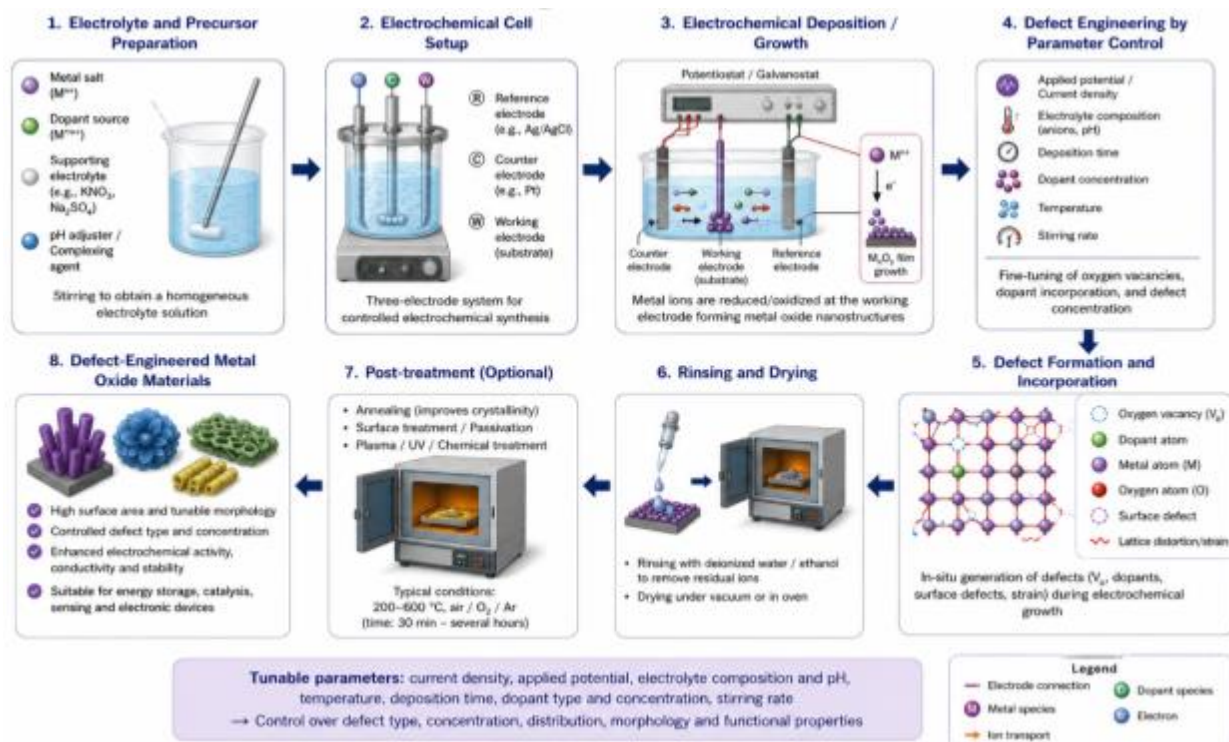 1. Electrolyte and Precursor
Preparation
Metal salt
Dopant source
Supporting
electrolyte
(e.g., KNO₃,
Na₂SO₄)
pH adjuster /
Complexing
agent
Stirring to obtain a homogeneous
electrolyte solution
2. Electrochemical Cell
Setup
C
W
R
Reference
electrode
(e.g., Ag/AgCl)
C
Counter
electrode
(e.g., Pt)
W
Working
electrode
(substrate)
Three-electrode system for
controlled electrochemical synthesis
3. Electrochemical Deposition /
Growth
Potentiostat / Galvanostat
e⁻
Counter
electrode
Working
electrode
(substrate)
Reference
electrode
film
growth
Metal ions are reduced/oxidized at the working
electrode forming metal oxide nanostructures
4. Defect Engineering by
Parameter Control
Applied potential /
Current density
Electrolyte composition
(anions, pH)
Deposition time
Dopant concentration
Temperature
Stirring rate
Fine-tuning of oxygen vacancies,
dopant incorporation, and defect
concentration
8. Defect-Engineered Metal
Oxide Materials
High surface area and tunable morphology
Controlled defect type and concentration
Enhanced electrochemical activity,
conductivity and stability
Suitable for energy storage, catalysis,
sensing and electronic devices
7. Post-treatment (Optional)
• Annealing (improves crystallinity)
• Surface treatment / Passivation
• Plasma / UV / Chemical treatment
Typical conditions:
200–600 °C, air / O₂ / Ar
(time: 30 min – several hours)
6. Rinsing and Drying
• Rinsing with deionized water / ethanol
to remove residual ions
• Drying under vacuum or in oven
5. Defect Formation and
Incorporation
Oxygen vacancy
Dopant atom
Metal atom (M)
Oxygen atom (O)
Surface defect
Lattice distortion/strain
In-situ generation of defects dopants,
surface defects, strain) during electrochemical
growth
Tunable parameters: current density, applied potential, electrolyte composition and pH,
temperature, deposition time, dopant type and concentration, stirring rate
→ Control over defect type, concentration, distribution, morphology and functional properties
Legend
Electrode connection
M Metal species
Ion transport
Dopant species
Electron